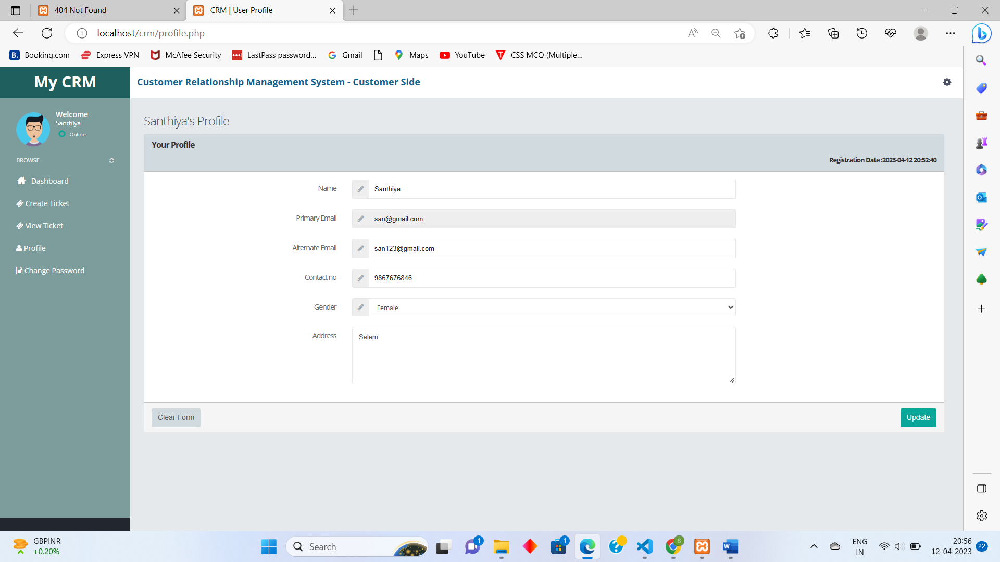 404 Not Found
CRM | User Profile
localhost/crm/profile.php
Booking.com
Express VPN
McAfee Security
LastPass password...
Gmail
Maps
YouTube
CSS MCQ (Multiple...
My CRM
Customer Relationship Management System - Customer Side
Welcome
Santhiya
Online
BROWSE
Dashboard
Create Ticket
View Ticket
Profile
Change Password
Santhiya's Profile
Your Profile
Registration Date :2023-04-12 20:52:40
Name
Santhiya
Primary Email
san@gmail.com
Alternate Email
san123@gmail.com
Contact no
9867676846
Gender
Female
Address
Salem
Clear Form
Update
GBPINR
+0.20%
Search
1
1
S
ENG
IN
20:56
12-04-2023
22